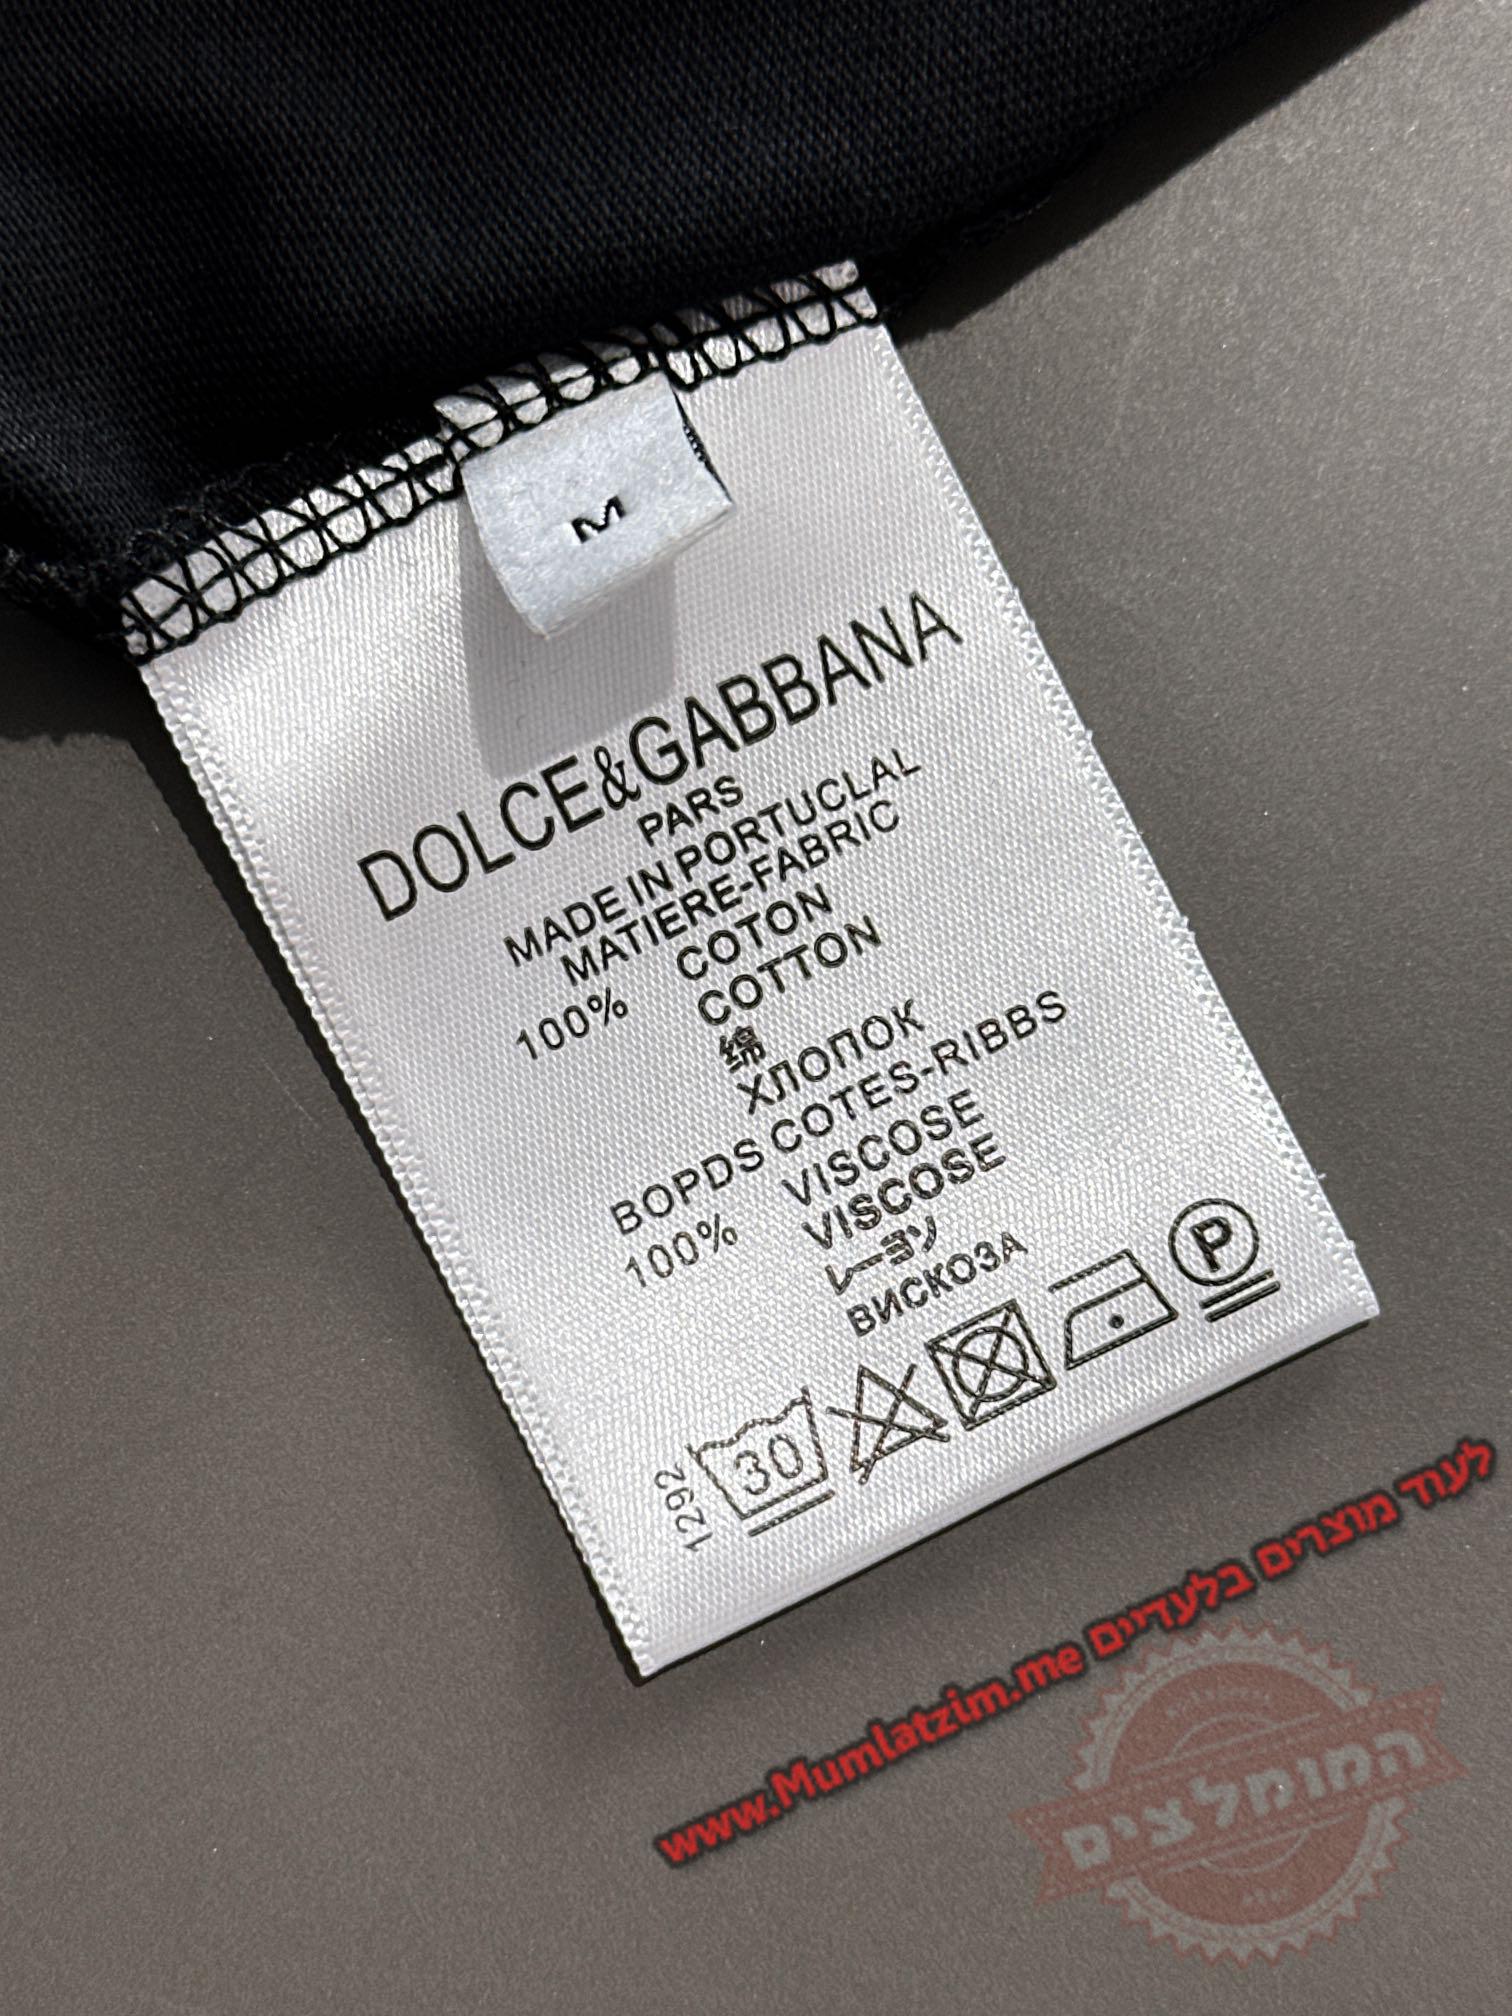 M
DOLCE&GABBANA
PARS
MADE IN PORTUCLAL
MATIERE-FABRIC
100% COTON
COTTON
绵
ХЛОПОК
BOPDS COTES-RIBBS
100% VISCOSE
VISCOSE
レーヨン
ВИСКОЗА
30
P
1292
לעוד מוצרים בלעדיים www.Mumlatzim.me
המומלצים